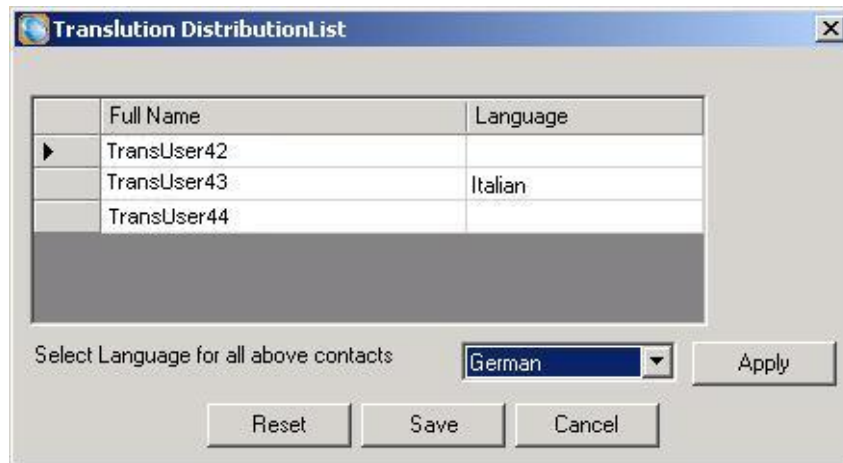 Translution DistributionList
Full Name Language
TransUser42
TransUser43 Italian
TransUser44
Select Language for all above contacts German Apply
Reset Save Cancel